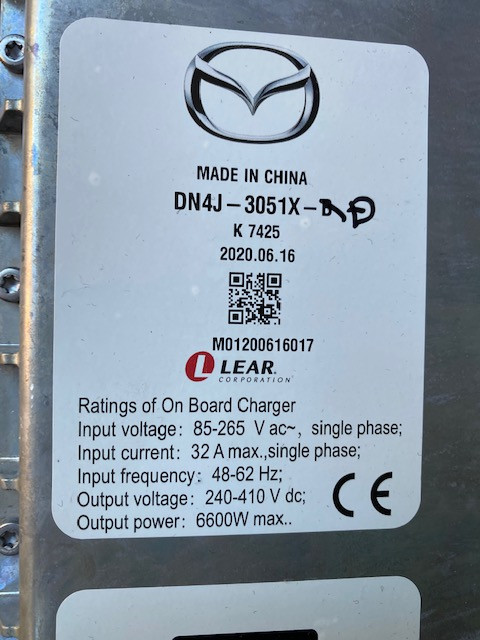 MADE IN CHINA
DN4J-3051X-
K 7425
2020.06.16
M01200616017
LEAR.
CORPORATION
Ratings of On Board Charger
Input voltage: 85-265 V ac~, single phase;
Input current: 32 A max.,single phase;
Input frequency: 48-62 Hz;
Output voltage: 240-410 V dc;
Output power: 6600W max..
CE